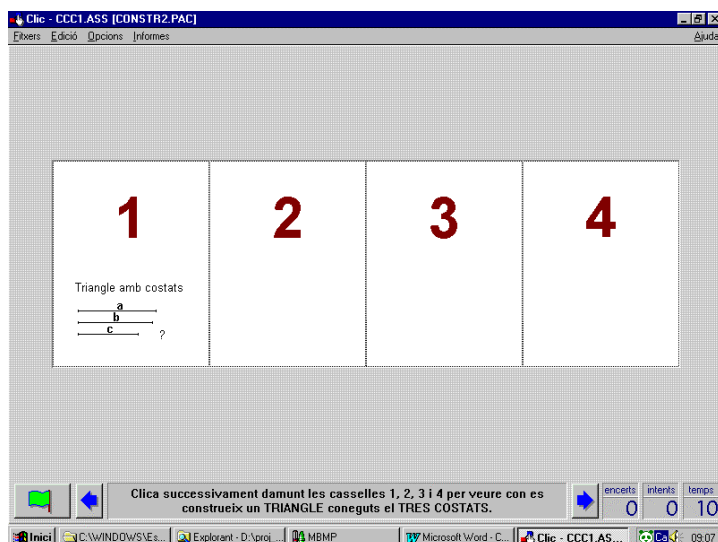 Clic - CCC1.ASS [CONSTR2.PAC]
Fitxers Edició Opcions Informes Ajuda
1 2 3 4
Triangle amb costats
a
b
c
?
Clica successivament damunt les casselles 1, 2, 3 i 4 per veure con es
construeix un TRIANGLE coneguts el TRES COSTATS.
encerts intents temps
0 0 10
Inici C:\WINDOWS\Es... Explorant - D:\proj ... MBMP Microsoft Word - C... Clic - CCC1.AS... Ca 09:07